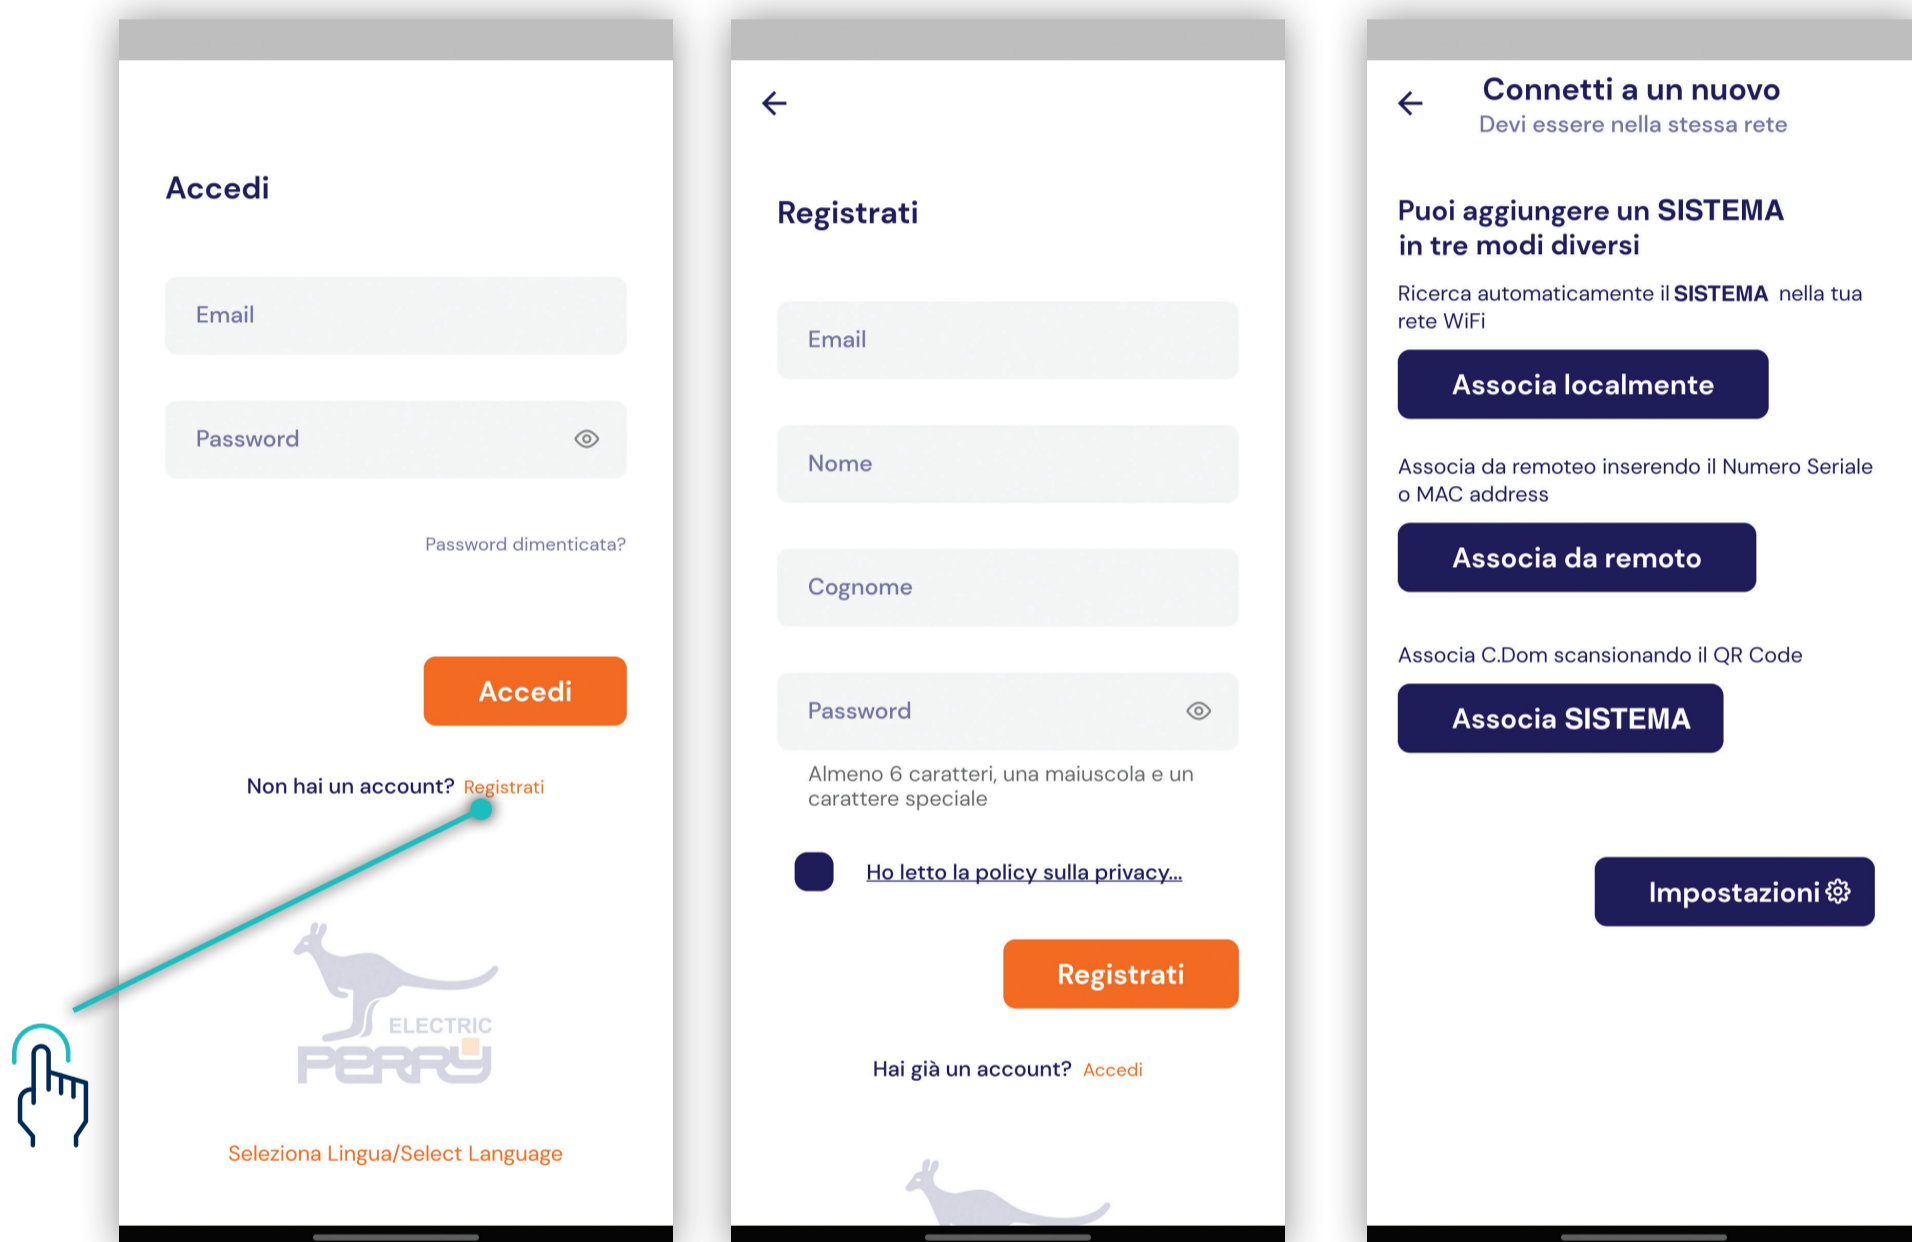 Accedi
Email
Password
Password dimenticata?
Accedi
Non hai un account? Registrati
ELECTRIC
PERRY
Seleziona Lingua/Select Language
Registrati
Email
Nome
Cognome
Password
Almeno 6 caratteri, una maiuscola e un
carattere speciale
Ho letto la policy sulla privacy...
Registrati
Hai già un account? Accedi
Connetti a un nuovo
Devi essere nella stessa rete
Puoi aggiungere un SISTEMA
in tre modi diversi
Ricerca automaticamente il SISTEMA nella tua
rete WiFi
Associa localmente
Associa da remoteo inserendo il Numero Seriale
o MAC address
Associa da remoto
Associa C.Dom scansionando il QR Code
Associa SISTEMA
Impostazioni